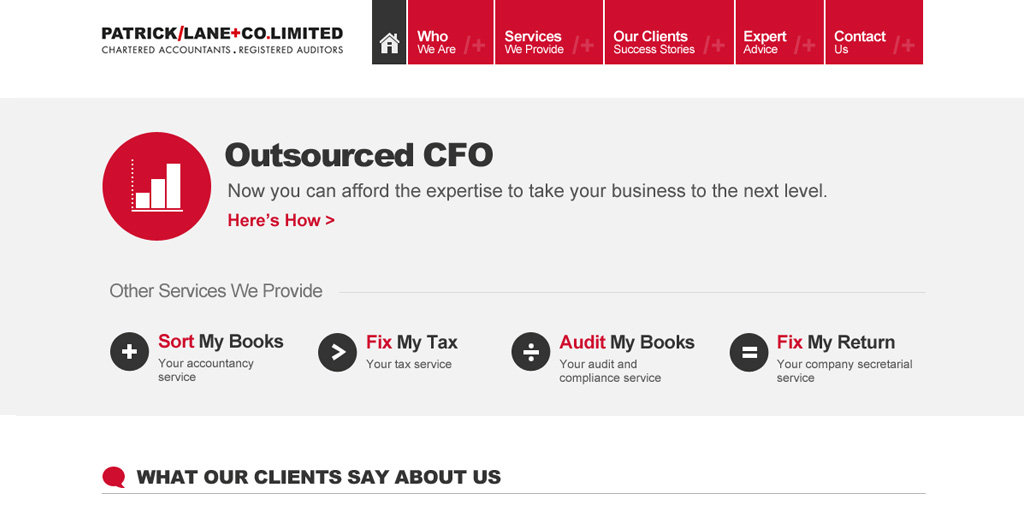 PATRICK/LANE+CO.LIMITED
CHARTERED ACCOUNTANTS . REGISTERED AUDITORS
Who
We Are
/+
Services
We Provide
/+
Our Clients
Success Stories
/+
Expert
Advice
/+
Contact
Us
/+
Outsourced CFO
Now you can afford the expertise to take your business to the next level.
Here's How >
Other Services We Provide
+
Sort My Books
Your accountancy
service
>
Fix My Tax
Your tax service
÷
Audit My Books
Your audit and
compliance service
=
Fix My Return
Your company secretarial
service
WHAT OUR CLIENTS SAY ABOUT US